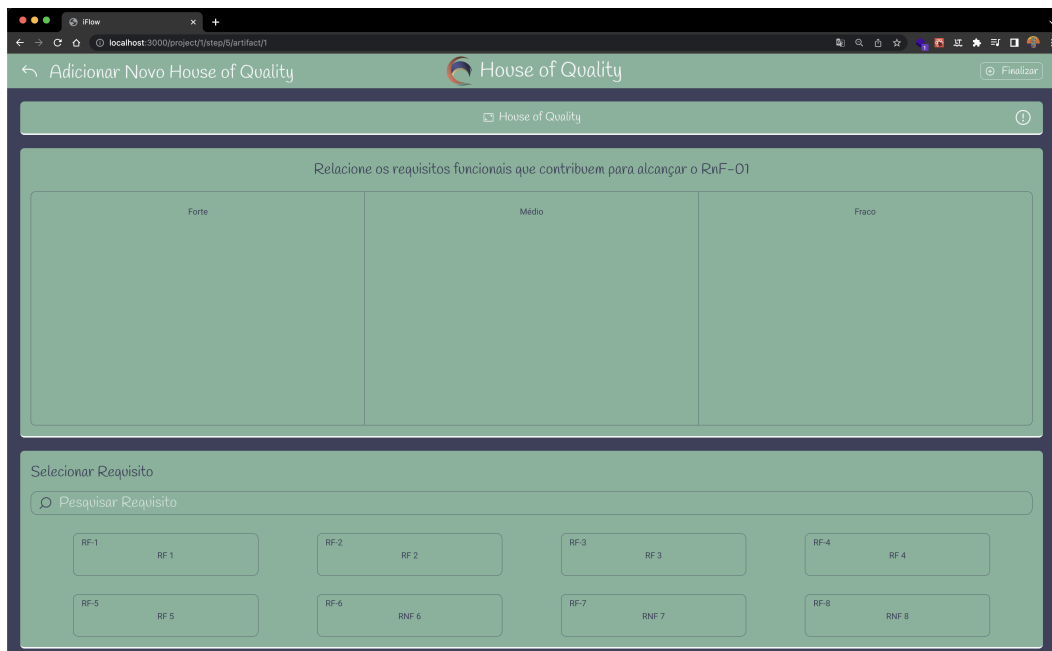 iFlow
localhost:3000/project/1/step/5/artifact/1
Adicionar Novo House of Quality
House of Quality
Finalizar
House of Quality
Relacione os requisitos funcionais que contribuem para alcançar o RnF-01
Forte Médio Fraco
Selecionar Requisito
Pesquisar Requisito
RF-1 RF-2 RF-3 RF-4
RF 1 RF 2 RF 3 RF 4
RF-5 RF-6 RF-7 RF-8
RF 5 RNF 6 RNF 7 RNF 8